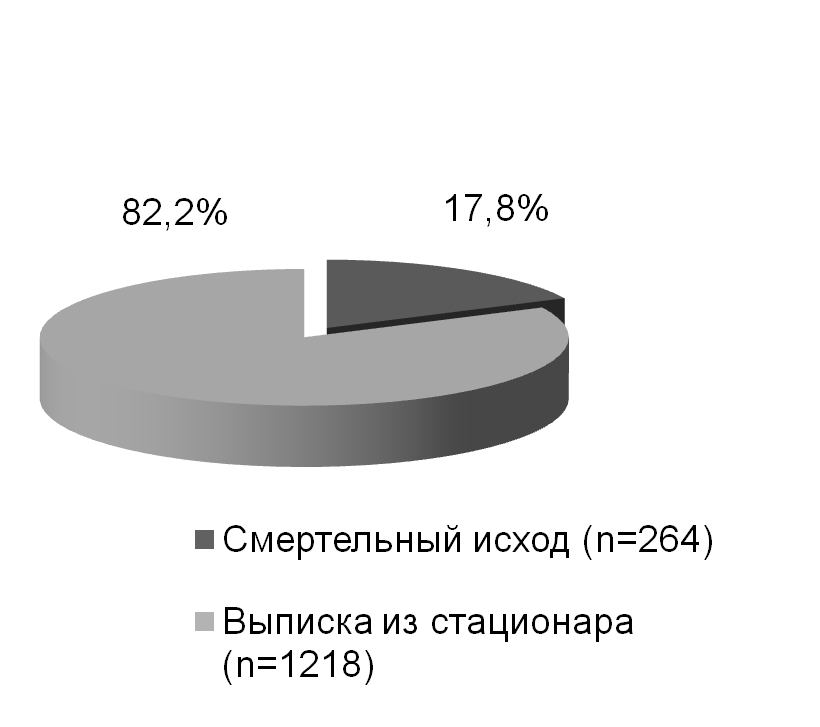 82,2%
17,8%
Смертельный исход (n=264)
Выписка из стационара
(n=1218)